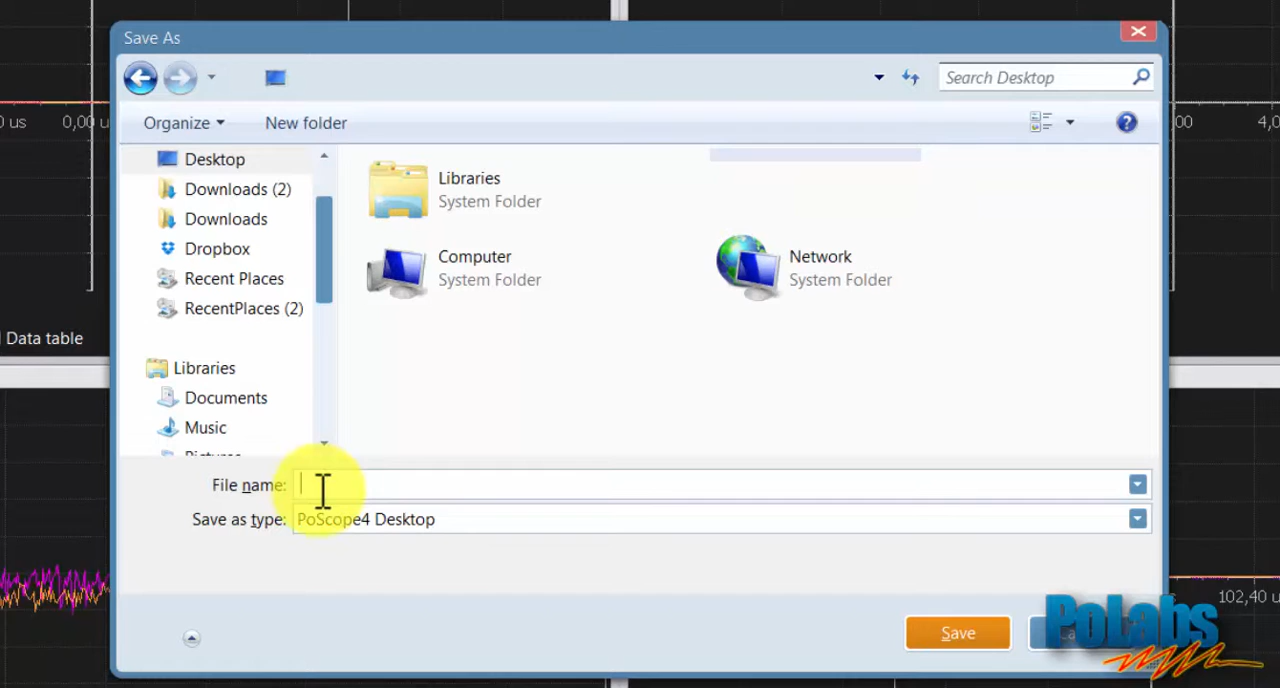 Save As
Search Desktop
0 us
0,00 u
00
4,0
Organize
New folder
Desktop
Downloads (2)
Downloads
Dropbox
Recent Places
RecentPlaces (2)
Libraries
Documents
Music
Libraries
System Folder
Computer
System Folder
Network
System Folder
Data table
File name:
Save as type: PoScope4 Desktop
102,40 u
Save
PoLabs